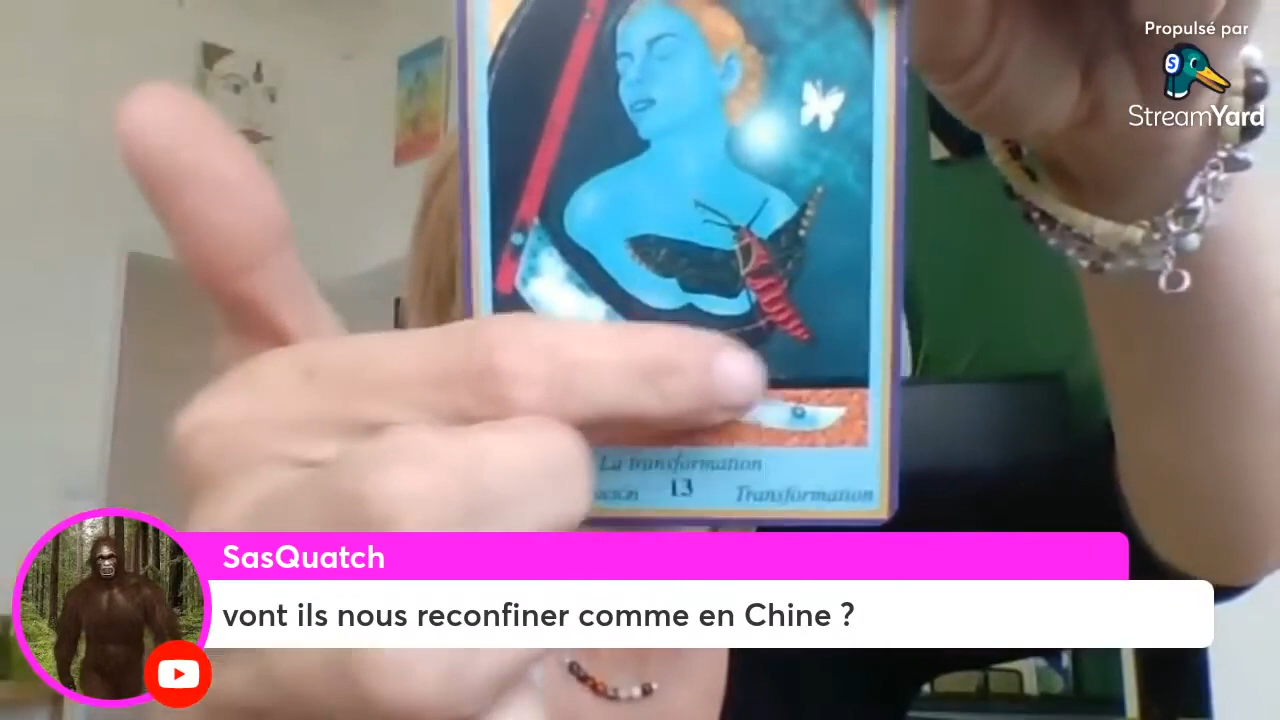 Propulsé par
S
StreamYard
La transformation
13
Transformation
SasQuatch
vont ils nous reconfiner comme en Chine ?